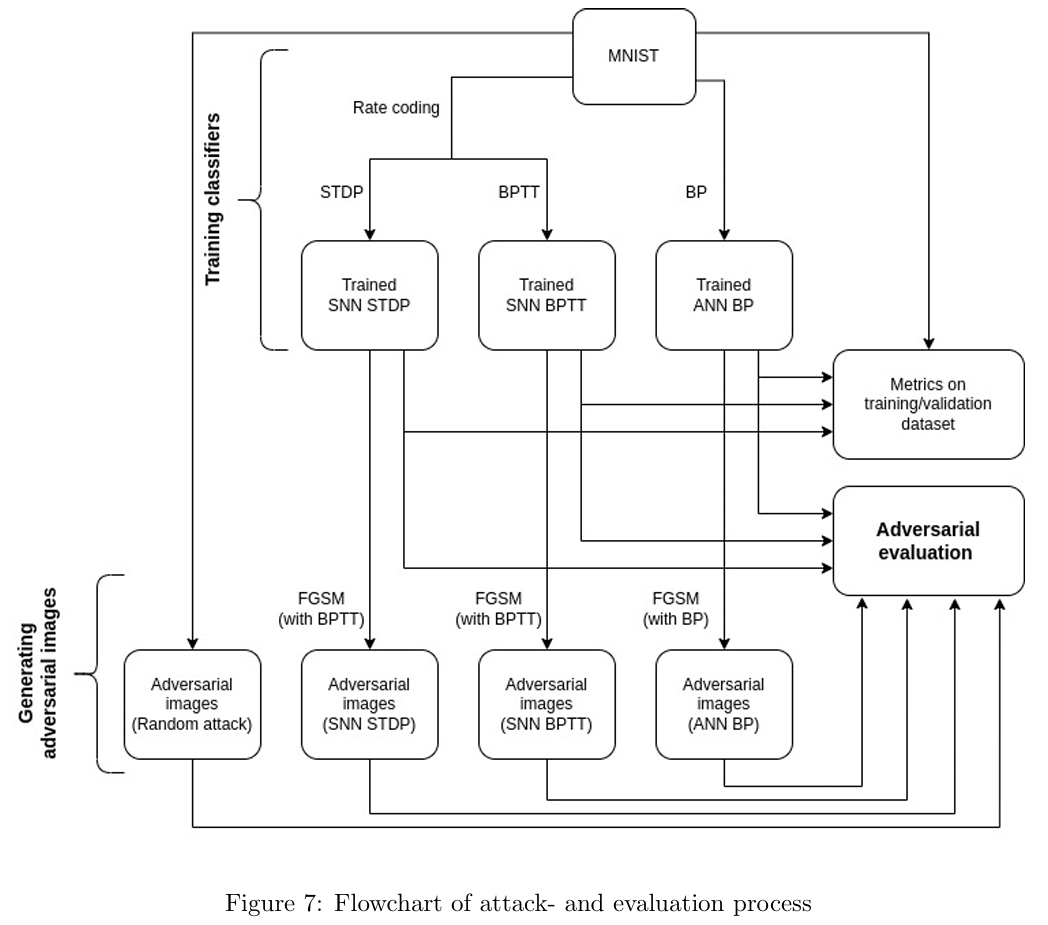 MNIST
Rate coding
Training classifiers
STDP
BPTT
BP
Trained
SNN STDP
Trained
SNN BPTT
Trained
ANN BP
Metrics on
training/validation
dataset
Adversarial
evaluation
Generating
adversarial images
FGSM
(with BPTT)
FGSM
(with BPTT)
FGSM
(with BP)
Adversarial
images
(Random attack)
Adversarial
images
(SNN STDP)
Adversarial
images
(SNN BPTT)
Adversarial
images
(ANN BP)
Figure 7: Flowchart of attack- and evaluation process